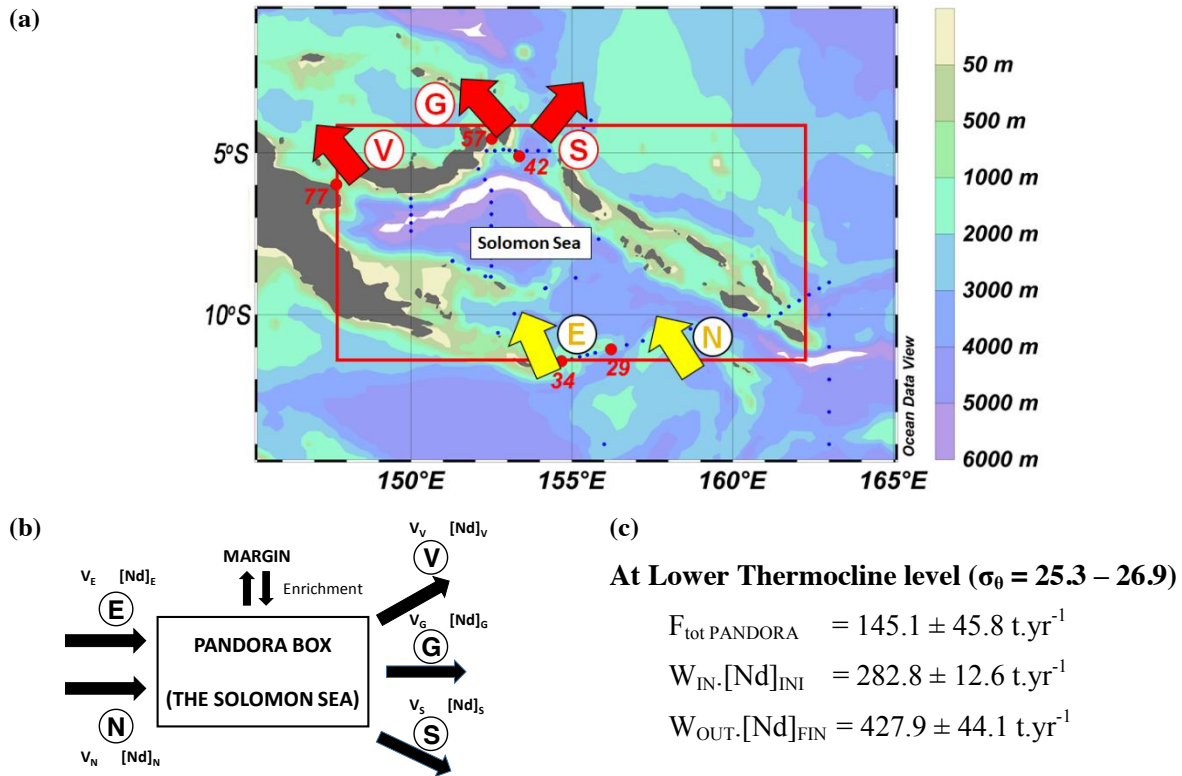 (a)
G
V
S
57
42
77
5°S
Solomon Sea
10°S
E
N
34
29
150°E
155°E
160°E
165°E
Ocean Data View
50 m
500 m
1000 m
2000 m
3000 m
4000 m
5000 m
6000 m
(b)
V_E [Nd]_E
E
MARGIN
Enrichment
V_V [Nd]_V
V
PANDORA BOX
(THE SOLOMON SEA)
V_G [Nd]_G
G
N
V_N [Nd]_N
V_S [Nd]_S
S
(c)
At Lower Thermocline level (σ_θ = 25.3 – 26.9)
F_tot PANDORA = 145.1 ± 45.8 t.yr⁻¹
W_IN.[Nd]_INI = 282.8 ± 12.6 t.yr⁻¹
W_OUT.[Nd]_FIN = 427.9 ± 44.1 t.yr⁻¹